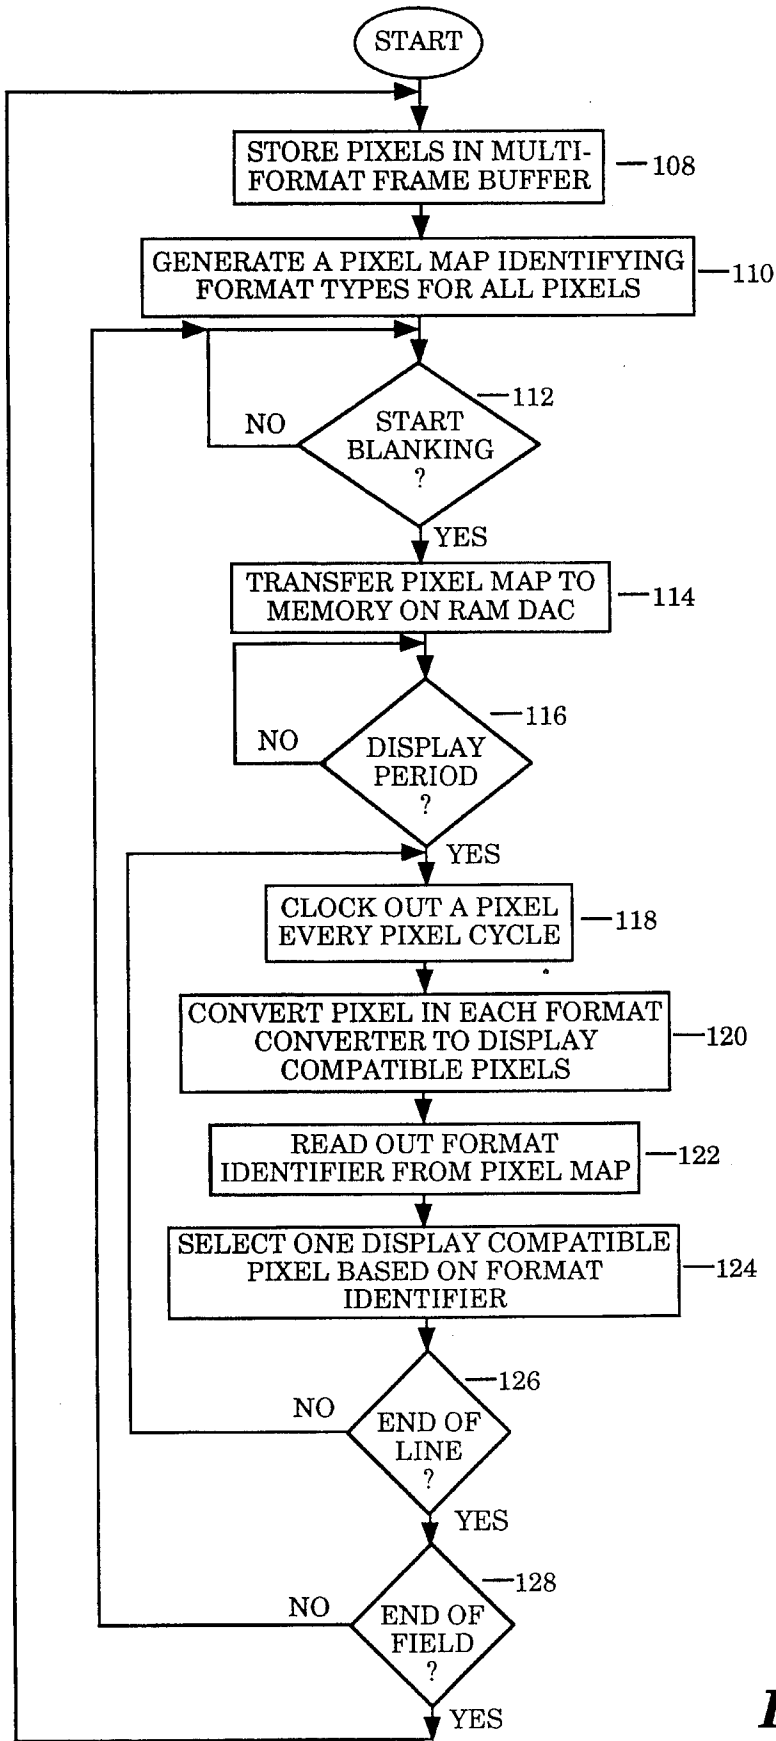 START
STORE PIXELS IN MULTI-
FORMAT FRAME BUFFER
108
GENERATE A PIXEL MAP IDENTIFYING
FORMAT TYPES FOR ALL PIXELS
110
112
START
BLANKING
?
NO
YES
TRANSFER PIXEL MAP TO
MEMORY ON RAM DAC
114
116
DISPLAY
PERIOD
?
NO
YES
CLOCK OUT A PIXEL
EVERY PIXEL CYCLE
118
CONVERT PIXEL IN EACH FORMAT
CONVERTER TO DISPLAY
COMPATIBLE PIXELS
120
READ OUT FORMAT
IDENTIFIER FROM PIXEL MAP
122
SELECT ONE DISPLAY COMPATIBLE
PIXEL BASED ON FORMAT
IDENTIFIER
124
126
NO
END OF
LINE
?
YES
128
NO
END OF
FIELD
?
YES